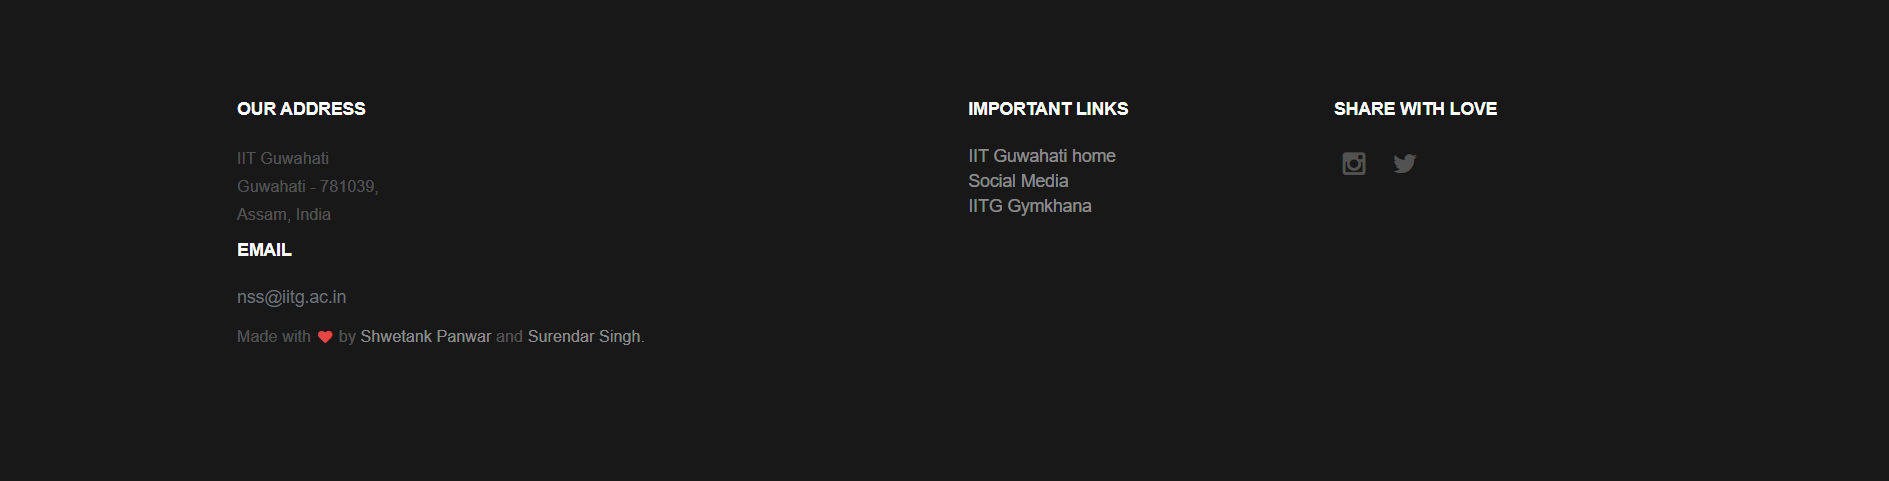 OUR ADDRESS
IIT Guwahati
Guwahati - 781039,
Assam, India
EMAIL
nss@iitg.ac.in
Made with ❤ by Shwetank Panwar and Surendar Singh.
IMPORTANT LINKS
IIT Guwahati home
Social Media
IITG Gymkhana
SHARE WITH LOVE